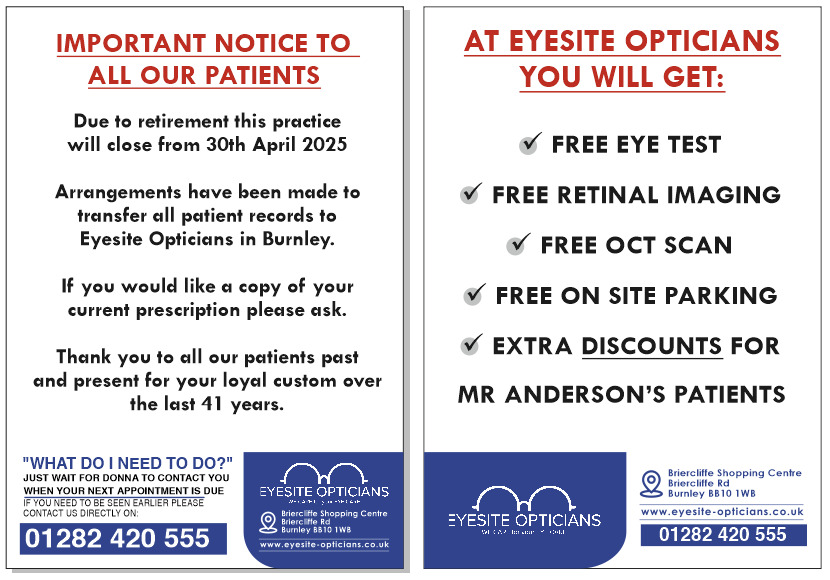 IMPORTANT NOTICE TO
ALL OUR PATIENTS
Due to retirement this practice
will close from 30th April 2025
Arrangements have been made to
transfer all patient records to
Eyesite Opticians in Burnley.
If you would like a copy of your
current prescription please ask.
Thank you to all our patients past
and present for your loyal custom over
the last 41 years.
"WHAT DO I NEED TO DO?"
JUST WAIT FOR DONNA TO CONTACT YOU
WHEN YOUR NEXT APPOINTMENT IS DUE
IF YOU NEED TO BE SEEN EARLIER PLEASE
CONTACT US DIRECTLY ON:
01282 420 555
EYESITE OPTICIANS
Briercliffe Shopping Centre
Briercliffe Rd
Burnley BB10 1WB
www.eyesite-opticians.co.uk
AT EYESITE OPTICIANS
YOU WILL GET:
✓ FREE EYE TEST
✓ FREE RETINAL IMAGING
✓ FREE OCT SCAN
✓ FREE ON SITE PARKING
✓ EXTRA DISCOUNTS FOR
MR ANDERSON'S PATIENTS
EYESITE OPTICIANS
Briercliffe Shopping Centre
Briercliffe Rd
Burnley BB10 1WB
www.eyesite-opticians.co.uk
01282 420 555